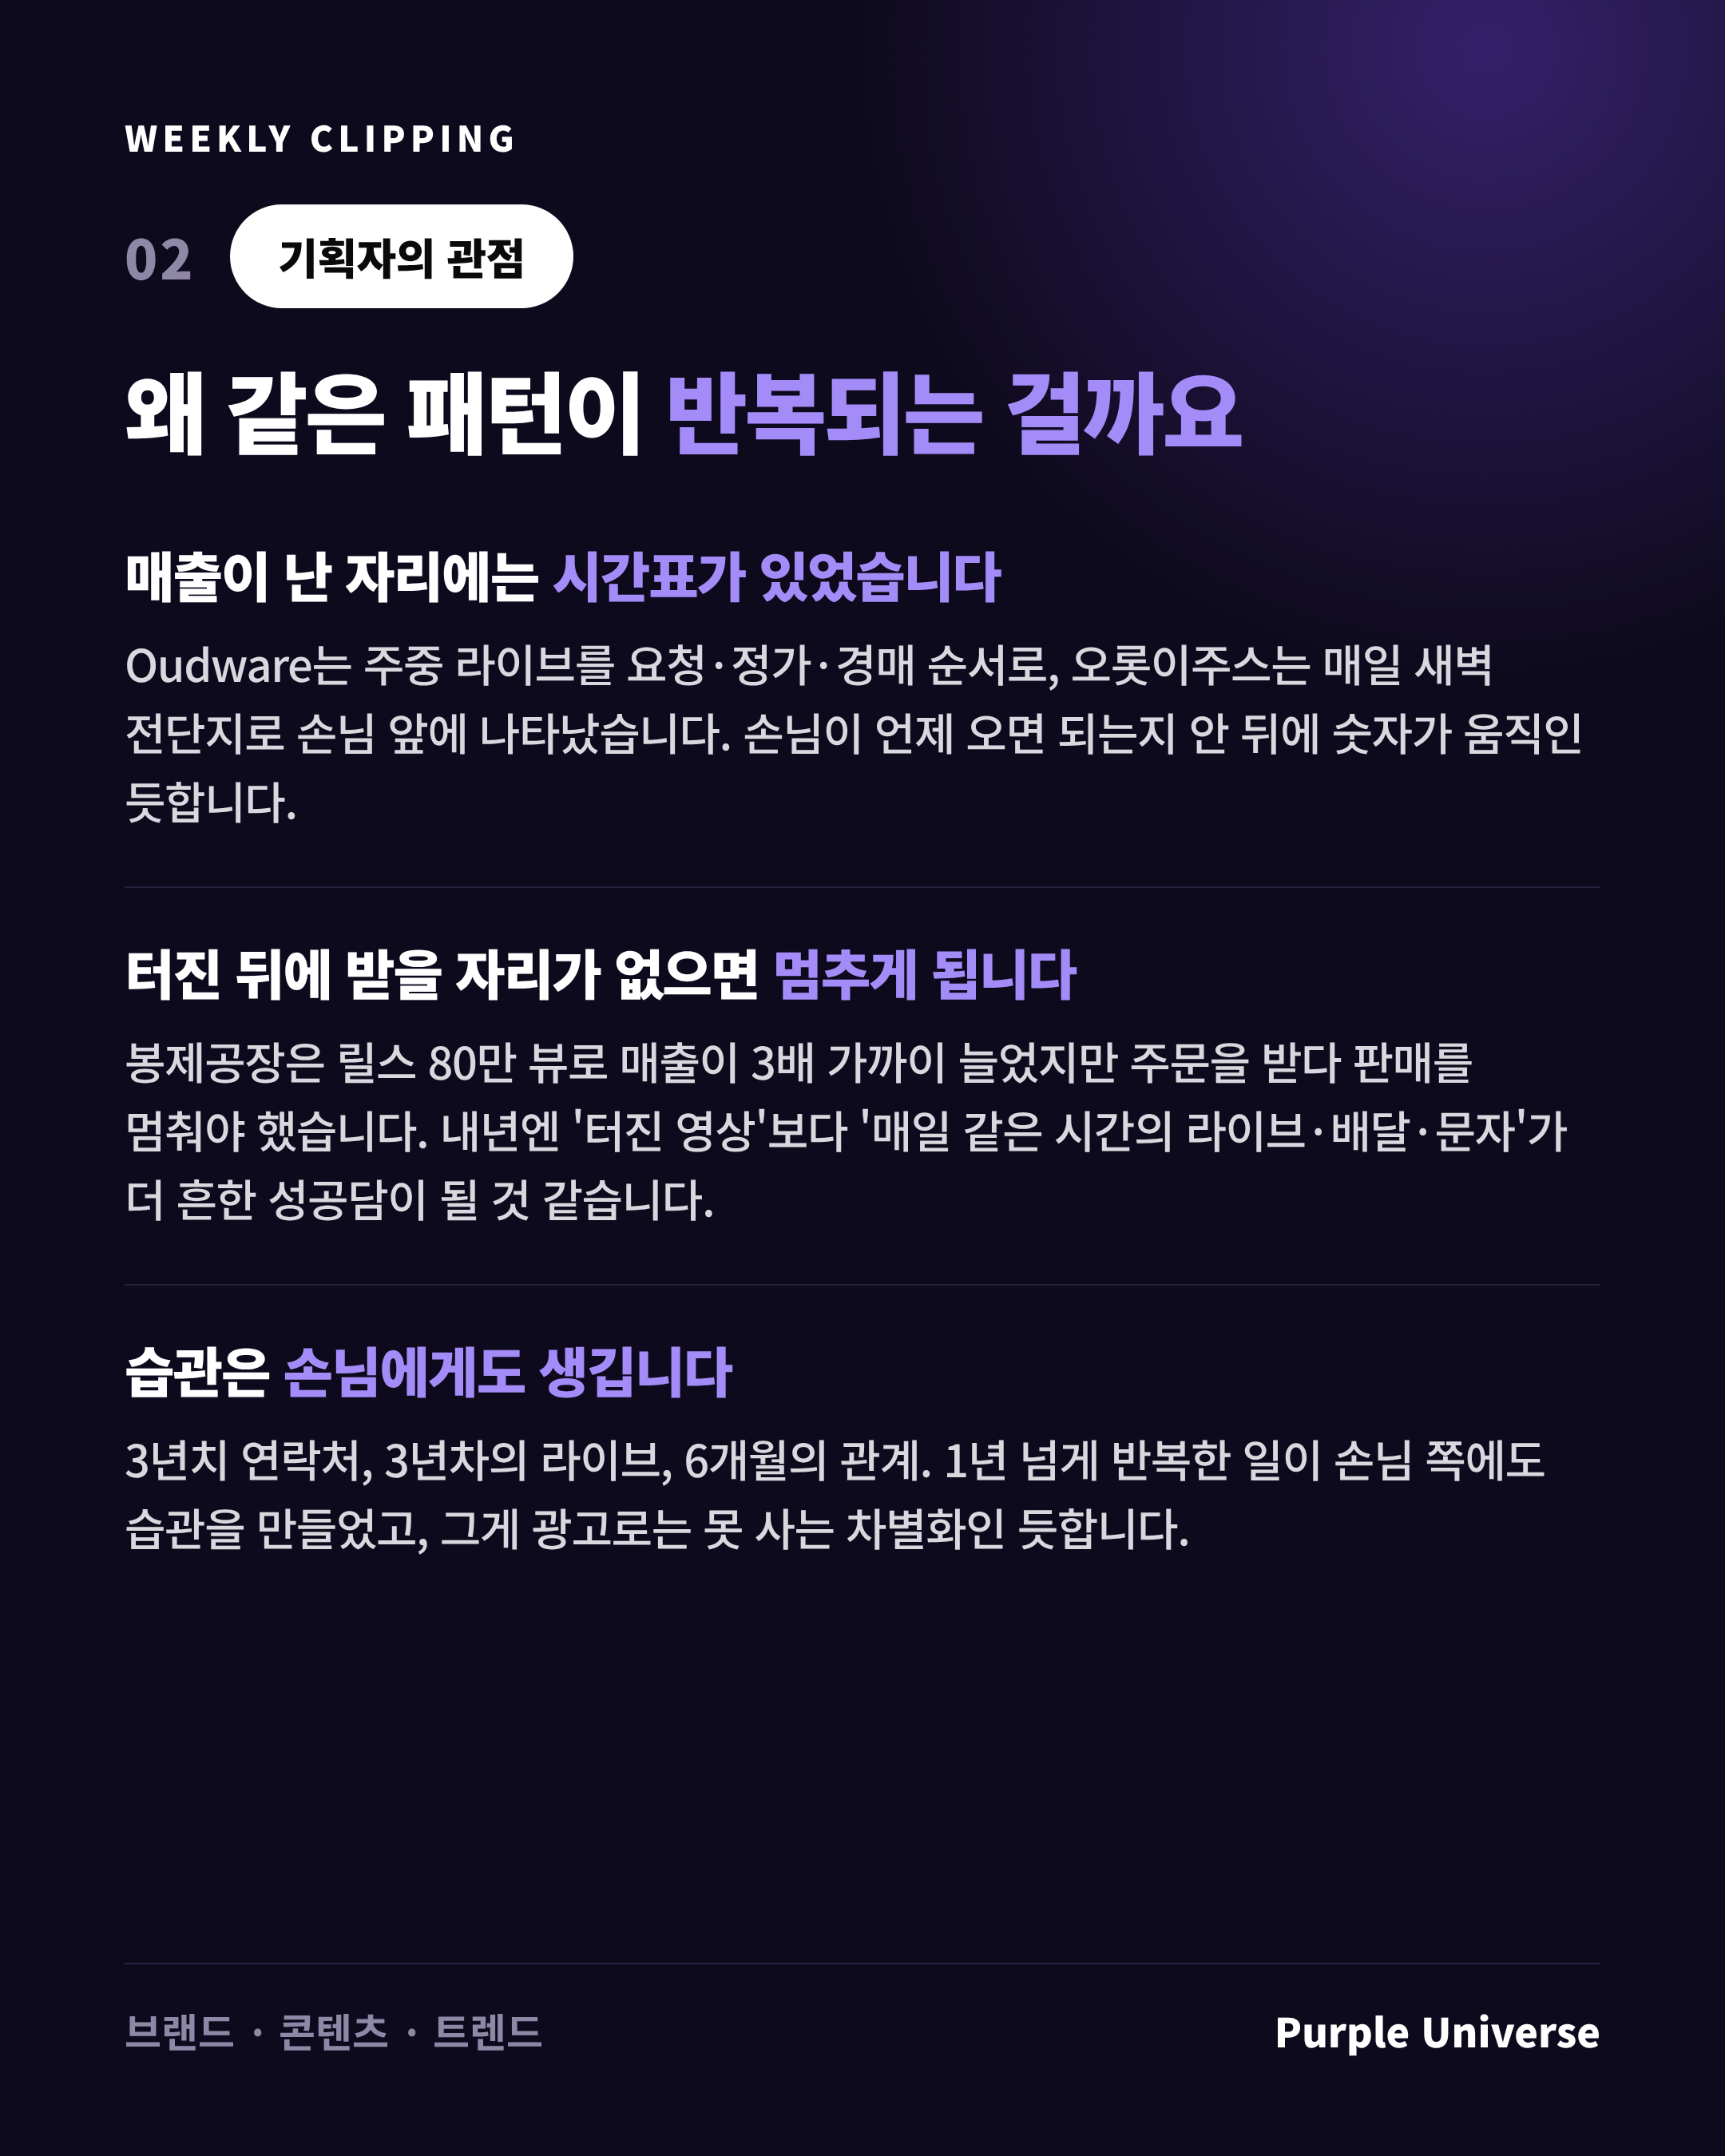 WEEKLY CLIPPING
02 기획자의 관점
왜 같은 패턴이 반복되는 걸까요
매출이 난 자리에는 시간표가 있었습니다
Oudware는 주중 라이브를 요청·정가·경매 순서로, 오롯이주스는 매일 새벽
전단지로 손님 앞에 나타났습니다. 손님이 언제 오면 되는지 안 뒤에 숫자가 움직인
듯합니다.
터진 뒤에 받을 자리가 없으면 멈추게 됩니다
봉제공장은 릴스 80만 뷰로 매출이 3배 가까이 늘었지만 주문을 받다 판매를
멈춰야 했습니다. 내년엔 '터진 영상'보다 '매일 같은 시간의 라이브·배달·문자'가
더 흔한 성공담이 될 것 같습니다.
습관은 손님에게도 생깁니다
3년치 연락처, 3년차의 라이브, 6개월의 관계. 1년 넘게 반복한 일이 손님 쪽에도
습관을 만들었고, 그게 광고로는 못 사는 차별화인 듯합니다.
브랜드 · 콘텐츠 · 트렌드
Purple Universe